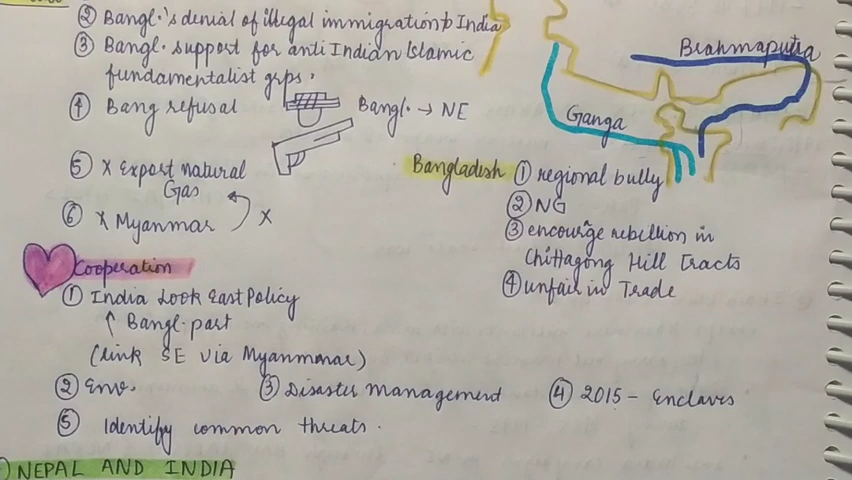 ② Bangl.'s denial of illegal immigration to India
③ Bangl. support for anti Indian Islamic
fundamentalist grps.
④ Bang refusal
Bangl. → NE
⑤ X Export natural
Gas
⑥ X Myanmar X
Cooperation
① India Look East Policy
↑ Bangl. part
(link SE via Myanmmar)
② Env. ③ Disaster management ④ 2015 - Enclaves
⑤ Identify common threats.
NEPAL AND INDIA
Brahmaputra
Ganga
Bangladesh ① regional bully
② NG
③ encourage rebellion in
Chittagong Hill Tracts
④ unfair in Trade